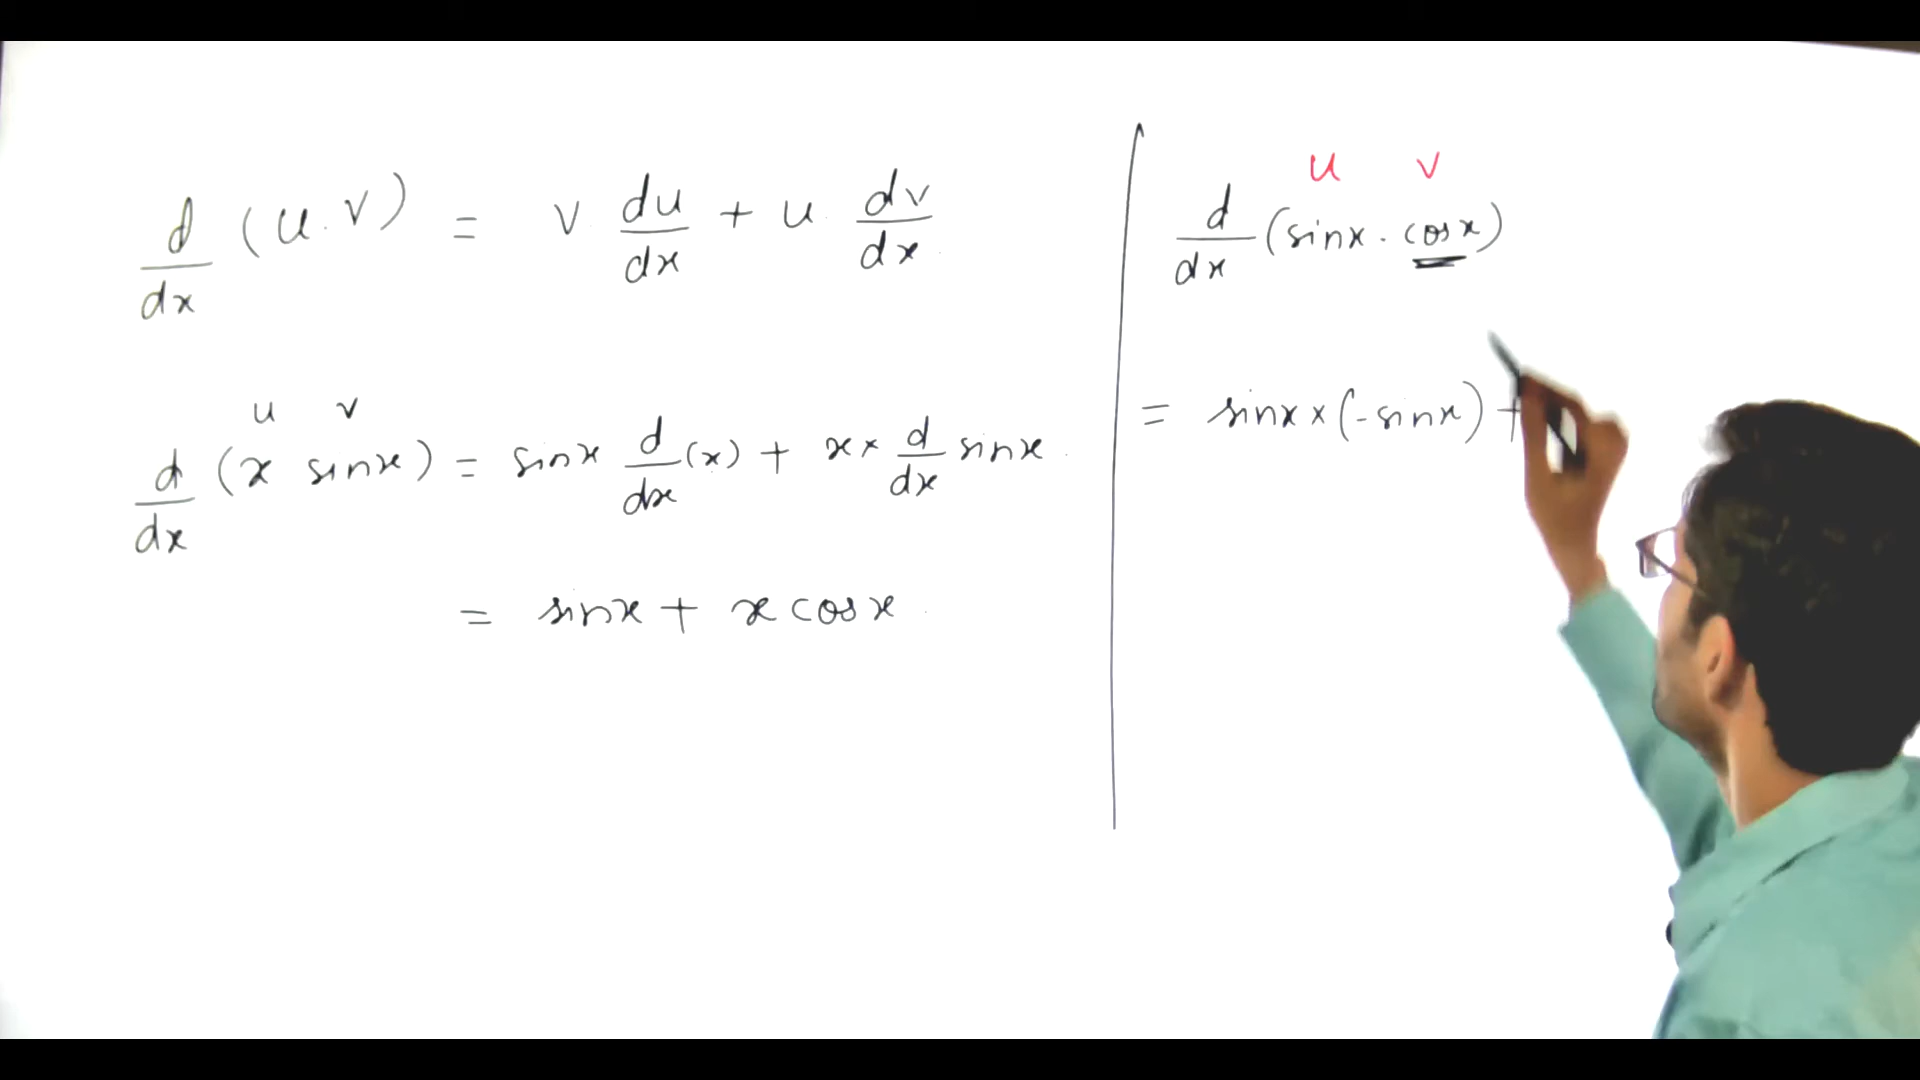 d/dx (u.v) = v du/dx + u dv/dx
u v
d/dx (x sinx) = sinx d/dx (x) + x × d/dx sinx
= sinx + x cosx
u v
d/dx (sinx . cosx)
= sinx × (-sinx) +